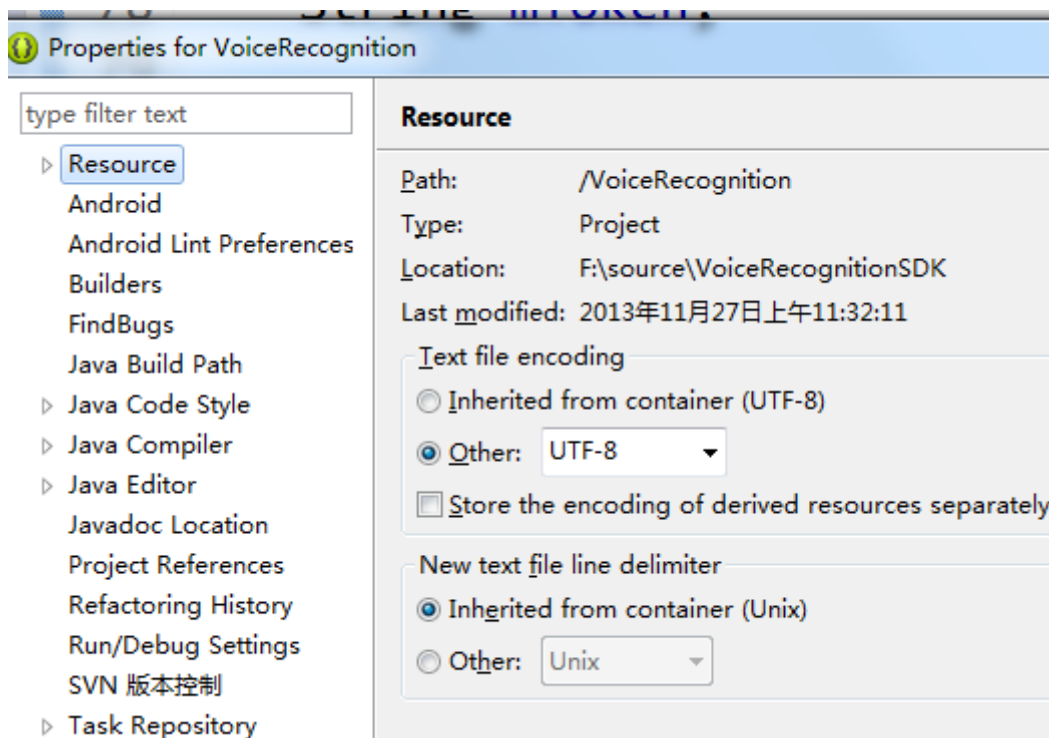 Properties for VoiceRecognition
type filter text
Resource
Android
Android Lint Preferences
Builders
FindBugs
Java Build Path
Java Code Style
Java Compiler
Java Editor
Javadoc Location
Project References
Refactoring History
Run/Debug Settings
SVN 版本控制
Task Repository
Resource
Path: /VoiceRecognition
Type: Project
Location: F:\source\VoiceRecognitionSDK
Last modified: 2013年11月27日上午11:32:11
Text file encoding
Inherited from container (UTF-8)
Other: UTF-8
Store the encoding of derived resources separately
New text file line delimiter
Inherited from container (Unix)
Other: Unix